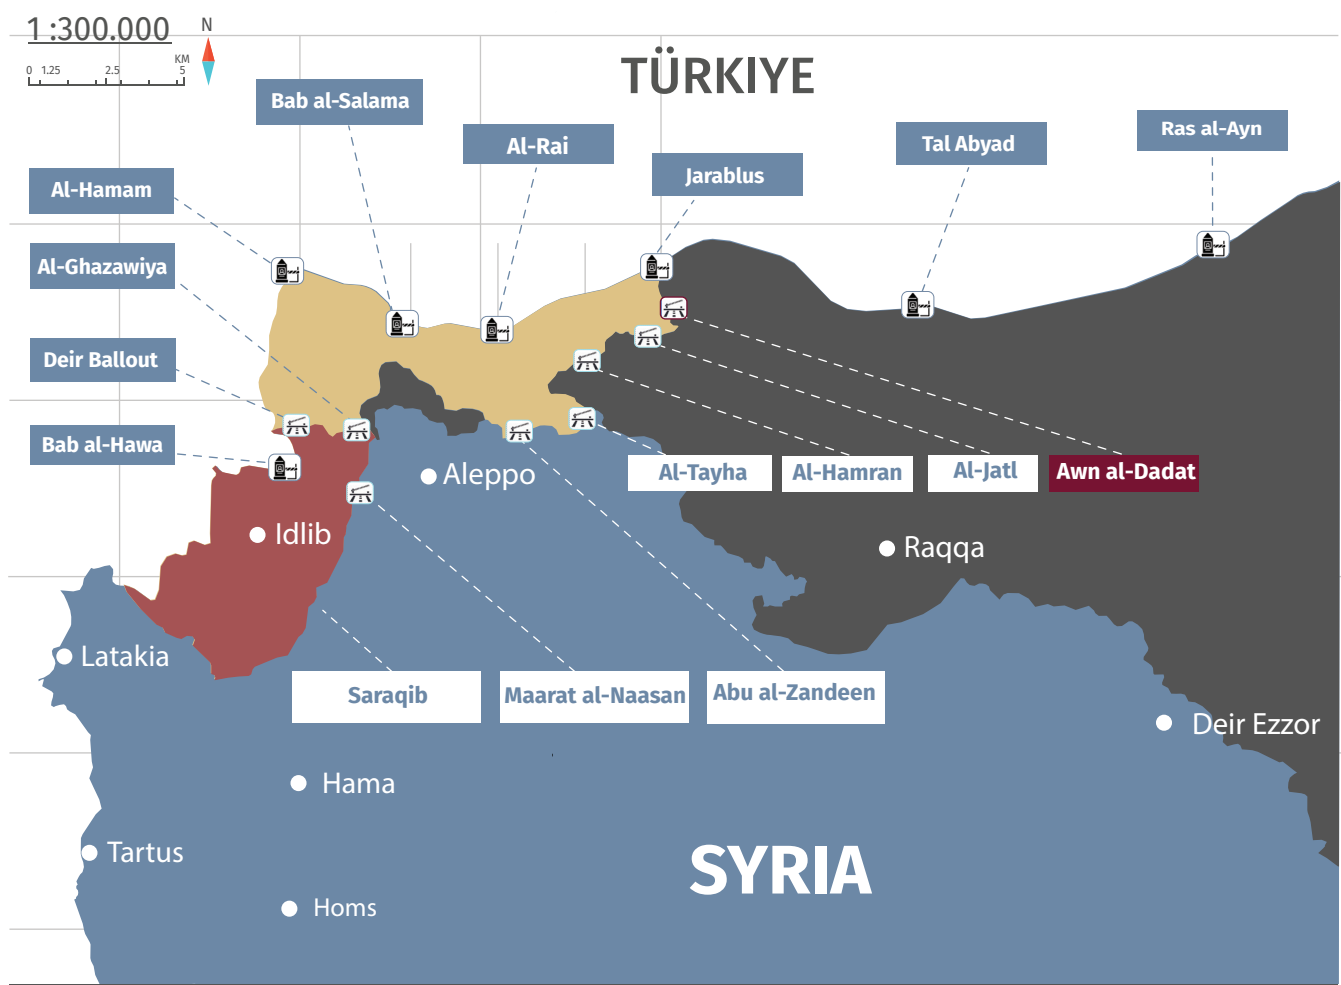 1 :300.000
N
KM
0 1.25 2.5 5
TÜRKIYE
Bab al-Salama
Al-Rai
Jarablus
Tal Abyad
Ras al-Ayn
Al-Hamam
Al-Ghazawiya
Deir Ballout
Bab al-Hawa
Aleppo
Al-Tayha
Al-Hamran
Al-Jatl
Awn al-Dadat
Idlib
Raqqa
Latakia
Saraqib
Maarat al-Naasan
Abu al-Zandeen
Deir Ezzor
Hama
Tartus
SYRIA
Homs